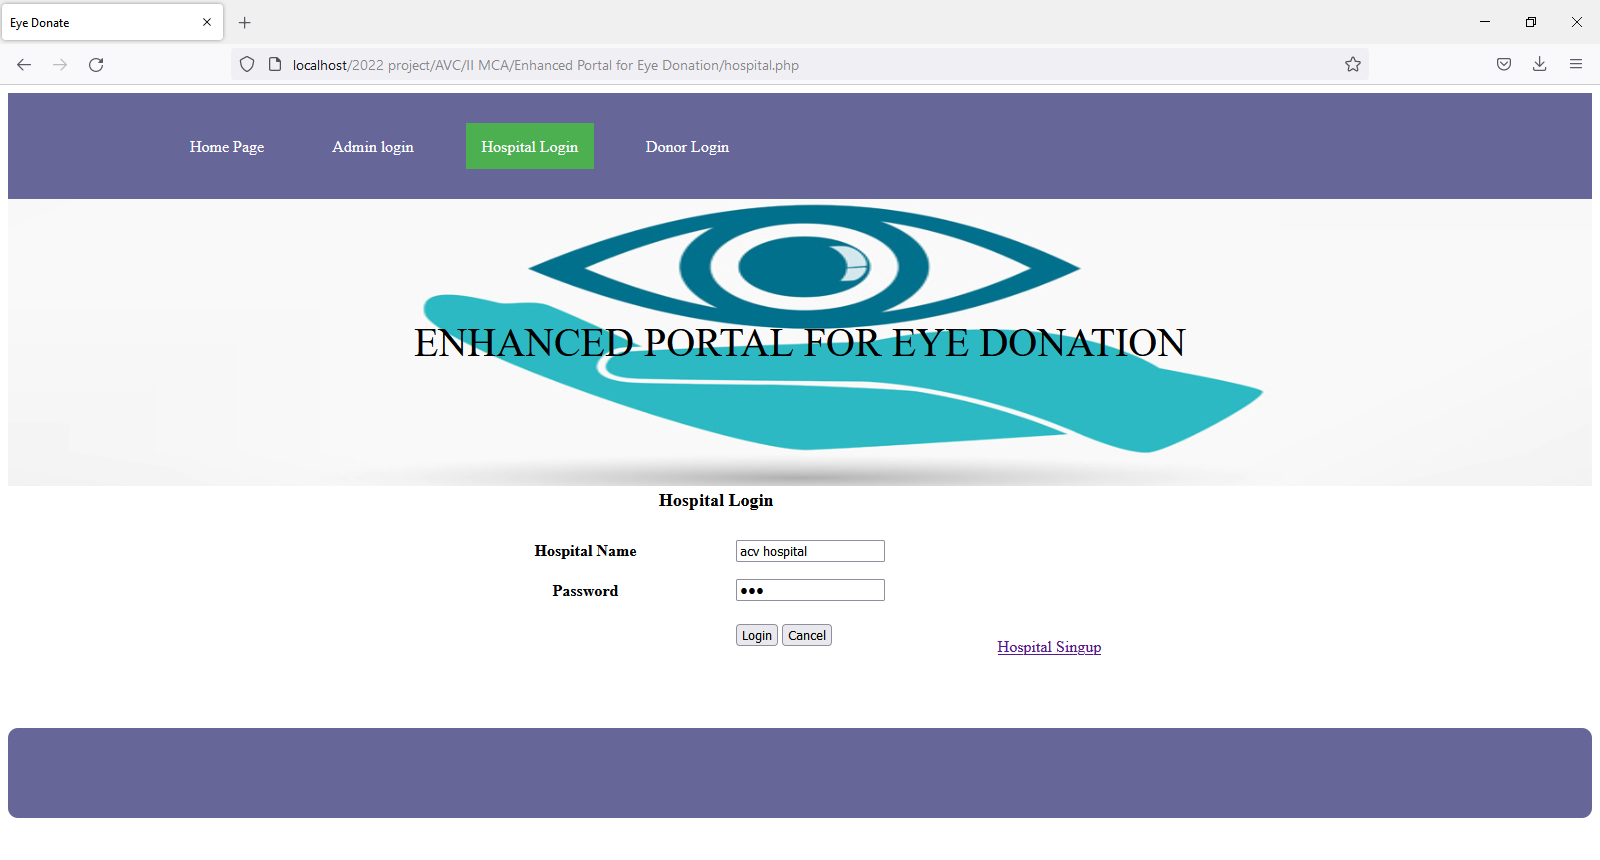 Eye Donate
localhost/2022 project/AVC/II MCA/Enhanced Portal for Eye Donation/hospital.php
Home Page Admin login Hospital Login Donor Login
ENHANCED PORTAL FOR EYE DONATION
Hospital Login
Hospital Name acv hospital
Password •••
Login Cancel
Hospital Singup